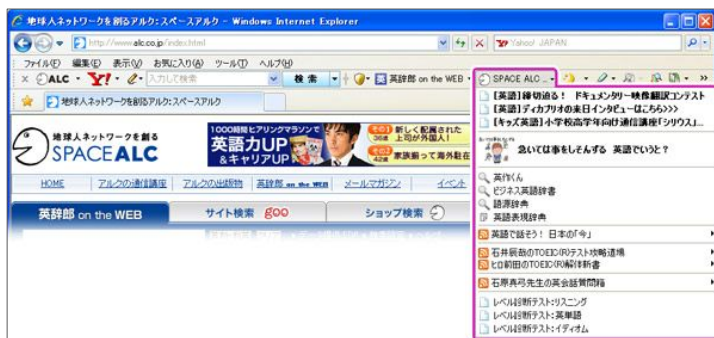 地球人ネットワークを創るアルク:スペースアルク - Windows Internet Explorer
http://www.alc.co.jp/index.html
Yahoo! JAPAN
ファイル(F) 編集(E) 表示(V) お気に入り(A) ツール(T) ヘルプ(H)
ALC Y! 入力して検索 検索 英辞郎 on the WEB SPACE ALC
地球人ネットワークを創るアルク:スペースアルク
地球人ネットワークを創る
SPACE ALC
1000時間ヒアリングマラソンで
英語力UP
&キャリアUP
その1 新しく配属された
36歳 上司が外国人!
その2 家族揃って海外駐在
42歳
HOME アルクの通信講座 アルクの出版物 英辞郎 on the WEB メールマガジン イベント
英辞郎 on the WEB サイト検索 goo ショップ検索
【英語】締切迫る! ドキュメンタリー映像翻訳コンテスト
【英語】ディカプリオの来日インタビューはこちら>>>
【キッズ英語】小学校高学年向け通信講座「シリウス」...
急いては事をしそんずる 英語でいうと?
英作くん
ビジネス英語辞書
語源辞典
英語表現辞典
英語で話そう! 日本の「今」
石井辰哉のTOEIC(R)テスト攻略道場
ヒロ前田のTOEIC(R)解体新書
石原真弓先生の英会話質問箱
レベル診断テスト:リスニング
レベル診断テスト:英単語
レベル診断テスト:イディオム